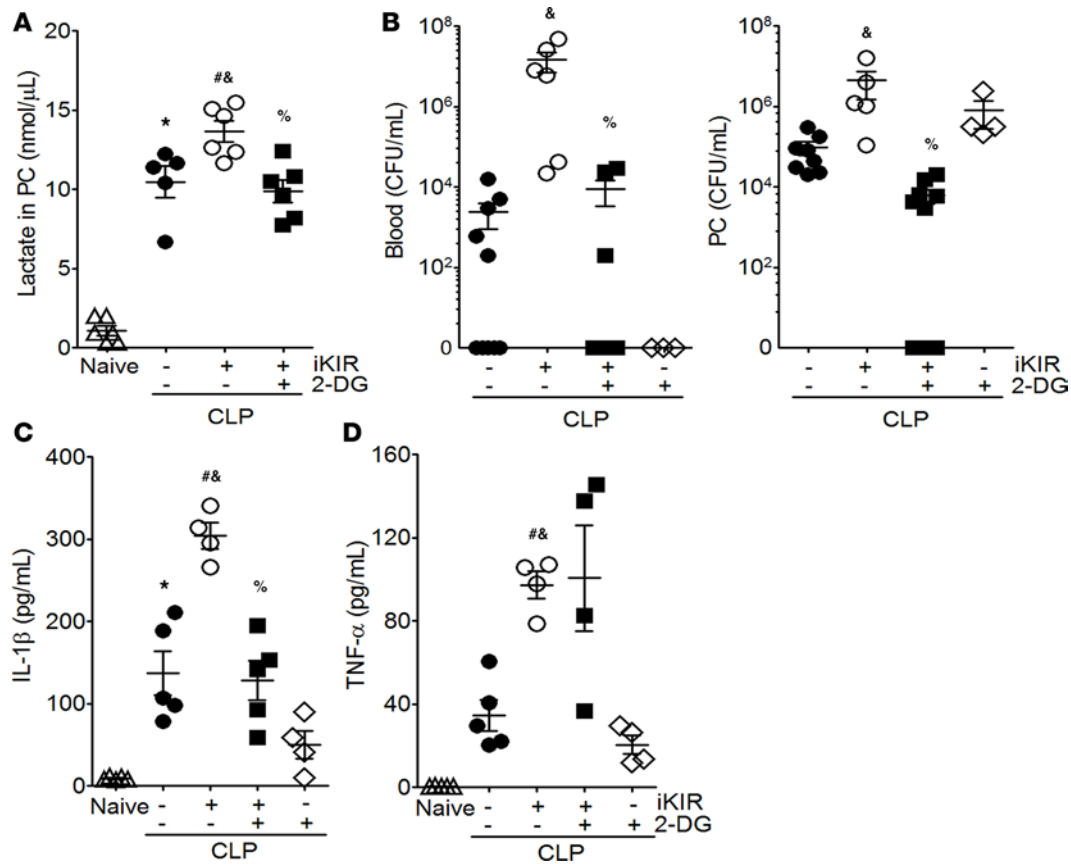 A
Lactate in PC (nmol/μL)
20
15
10
5
0
*
#&
%
Naive
- + + iKIR
- - + 2-DG
CLP
B
Blood (CFU/mL)
10^8
10^6
10^4
10^2
0
&
%
- + + -
- - + +
CLP
PC (CFU/mL)
10^8
10^6
10^4
10^2
0
&
%
- + + - iKIR
- - + + 2-DG
CLP
C
IL-1β (pg/mL)
400
300
200
100
0
*
#&
%
Naive
- + + -
- - + +
CLP
D
TNF-α (pg/mL)
160
120
80
40
0
#&
Naive
- + + - iKIR
- - + + 2-DG
CLP